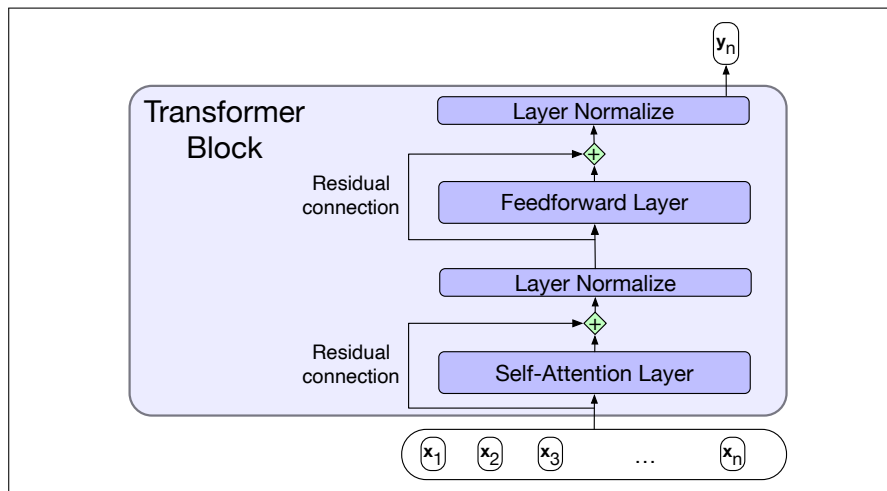 yn
Transformer
Block
Layer Normalize
+
Residual
connection
Feedforward Layer
Layer Normalize
+
Residual
connection
Self-Attention Layer
x1 x2 x3 ... xn